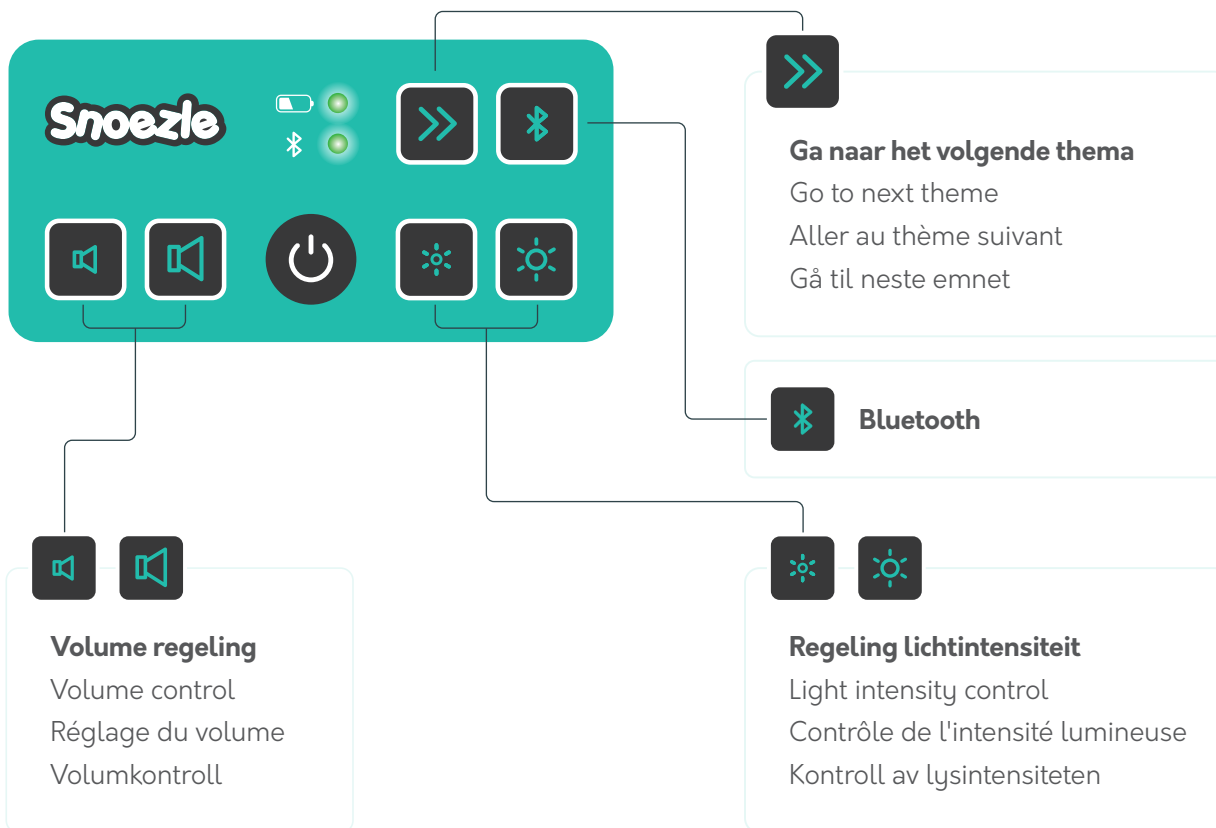 Snoezle
Ga naar het volgende thema
Go to next theme
Aller au thème suivant
Gå til neste emnet
Bluetooth
Volume regeling
Volume control
Réglage du volume
Volumkontroll
Regeling lichtintensiteit
Light intensity control
Contrôle de l'intensité lumineuse
Kontroll av lysintensiteten